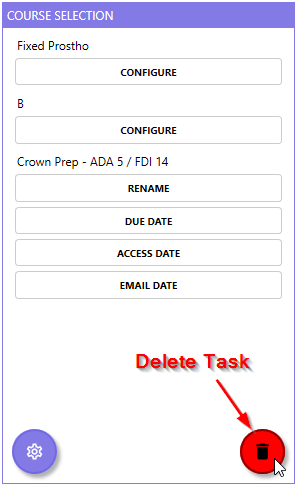 COURSE SELECTION
Fixed Prostho
CONFIGURE
B
CONFIGURE
Crown Prep - ADA 5 / FDI 14
RENAME
DUE DATE
ACCESS DATE
EMAIL DATE
Delete Task